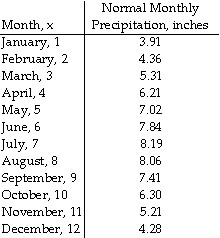 Normal Monthly
Month, x Precipitation, inches
January, 1 3.91
February, 2 4.36
March, 3 5.31
April, 4 6.21
May, 5 7.02
June, 6 7.84
July, 7 8.19
August, 8 8.06
September, 9 7.41
October, 10 6.30
November, 11 5.21
December, 12 4.28